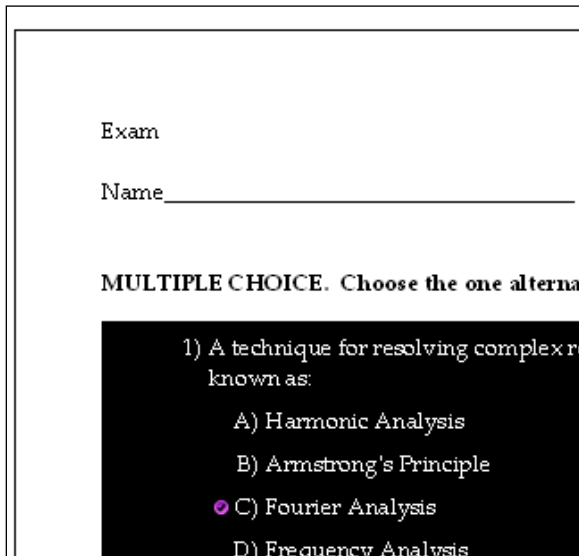 Exam
Name
MULTIPLE CHOICE. Choose the one alterna
1) A technique for resolving complex re
known as:
A) Harmonic Analysis
B) Armstrong's Principle
C) Fourier Analysis
D) Frequency Analysis